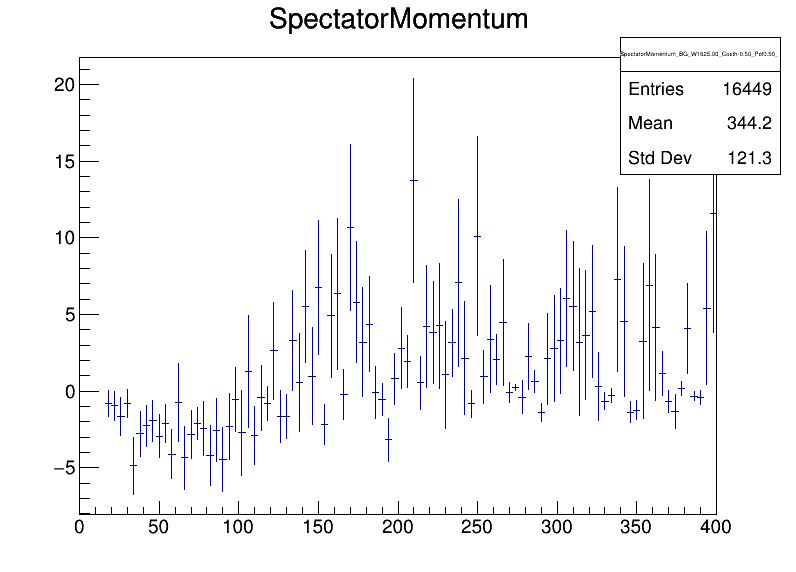 SpectatorMomentum
SpectatorMomentum_BG_W1625.00_Costh-0.50_Pol0.50_
Entries 16449
Mean 344.2
Std Dev 121.3
20
15
10
5
0
−5
0 50 100 150 200 250 300 350 400